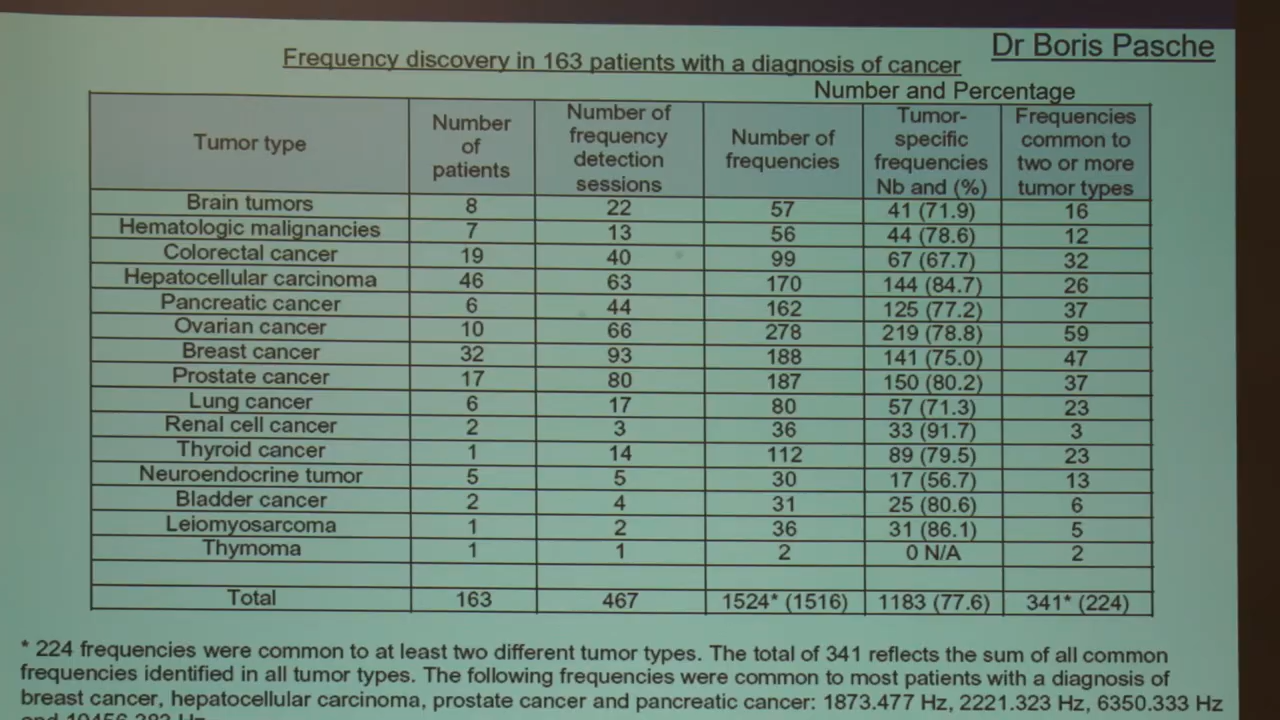 Dr Boris Pasche
Frequency discovery in 163 patients with a diagnosis of cancer
Number and Percentage
Tumor type | Number of patients | Number of frequency detection sessions | Number of frequencies | Tumor-specific frequencies Nb and (%) | Frequencies common to two or more tumor types
Brain tumors | 8 | 22 | 57 | 41 (71.9) | 16
Hematologic malignancies | 7 | 13 | 56 | 44 (78.6) | 12
Colorectal cancer | 19 | 40 | 99 | 67 (67.7) | 32
Hepatocellular carcinoma | 46 | 63 | 170 | 144 (84.7) | 26
Pancreatic cancer | 6 | 44 | 162 | 125 (77.2) | 37
Ovarian cancer | 10 | 66 | 278 | 219 (78.8) | 59
Breast cancer | 32 | 93 | 188 | 141 (75.0) | 47
Prostate cancer | 17 | 80 | 187 | 150 (80.2) | 37
Lung cancer | 6 | 17 | 80 | 57 (71.3) | 23
Renal cell cancer | 2 | 3 | 36 | 33 (91.7) | 3
Thyroid cancer | 1 | 14 | 112 | 89 (79.5) | 23
Neuroendocrine tumor | 5 | 5 | 30 | 17 (56.7) | 13
Bladder cancer | 2 | 4 | 31 | 25 (80.6) | 6
Leiomyosarcoma | 1 | 2 | 36 | 31 (86.1) | 5
Thymoma | 1 | 1 | 2 | 0 N/A | 2
Total | 163 | 467 | 1524* (1516) | 1183 (77.6) | 341* (224)
* 224 frequencies were common to at least two different tumor types. The total of 341 reflects the sum of all common
frequencies identified in all tumor types. The following frequencies were common to most patients with a diagnosis of
breast cancer, hepatocellular carcinoma, prostate cancer and pancreatic cancer: 1873.477 Hz, 2221.323 Hz, 6350.333 Hz
and